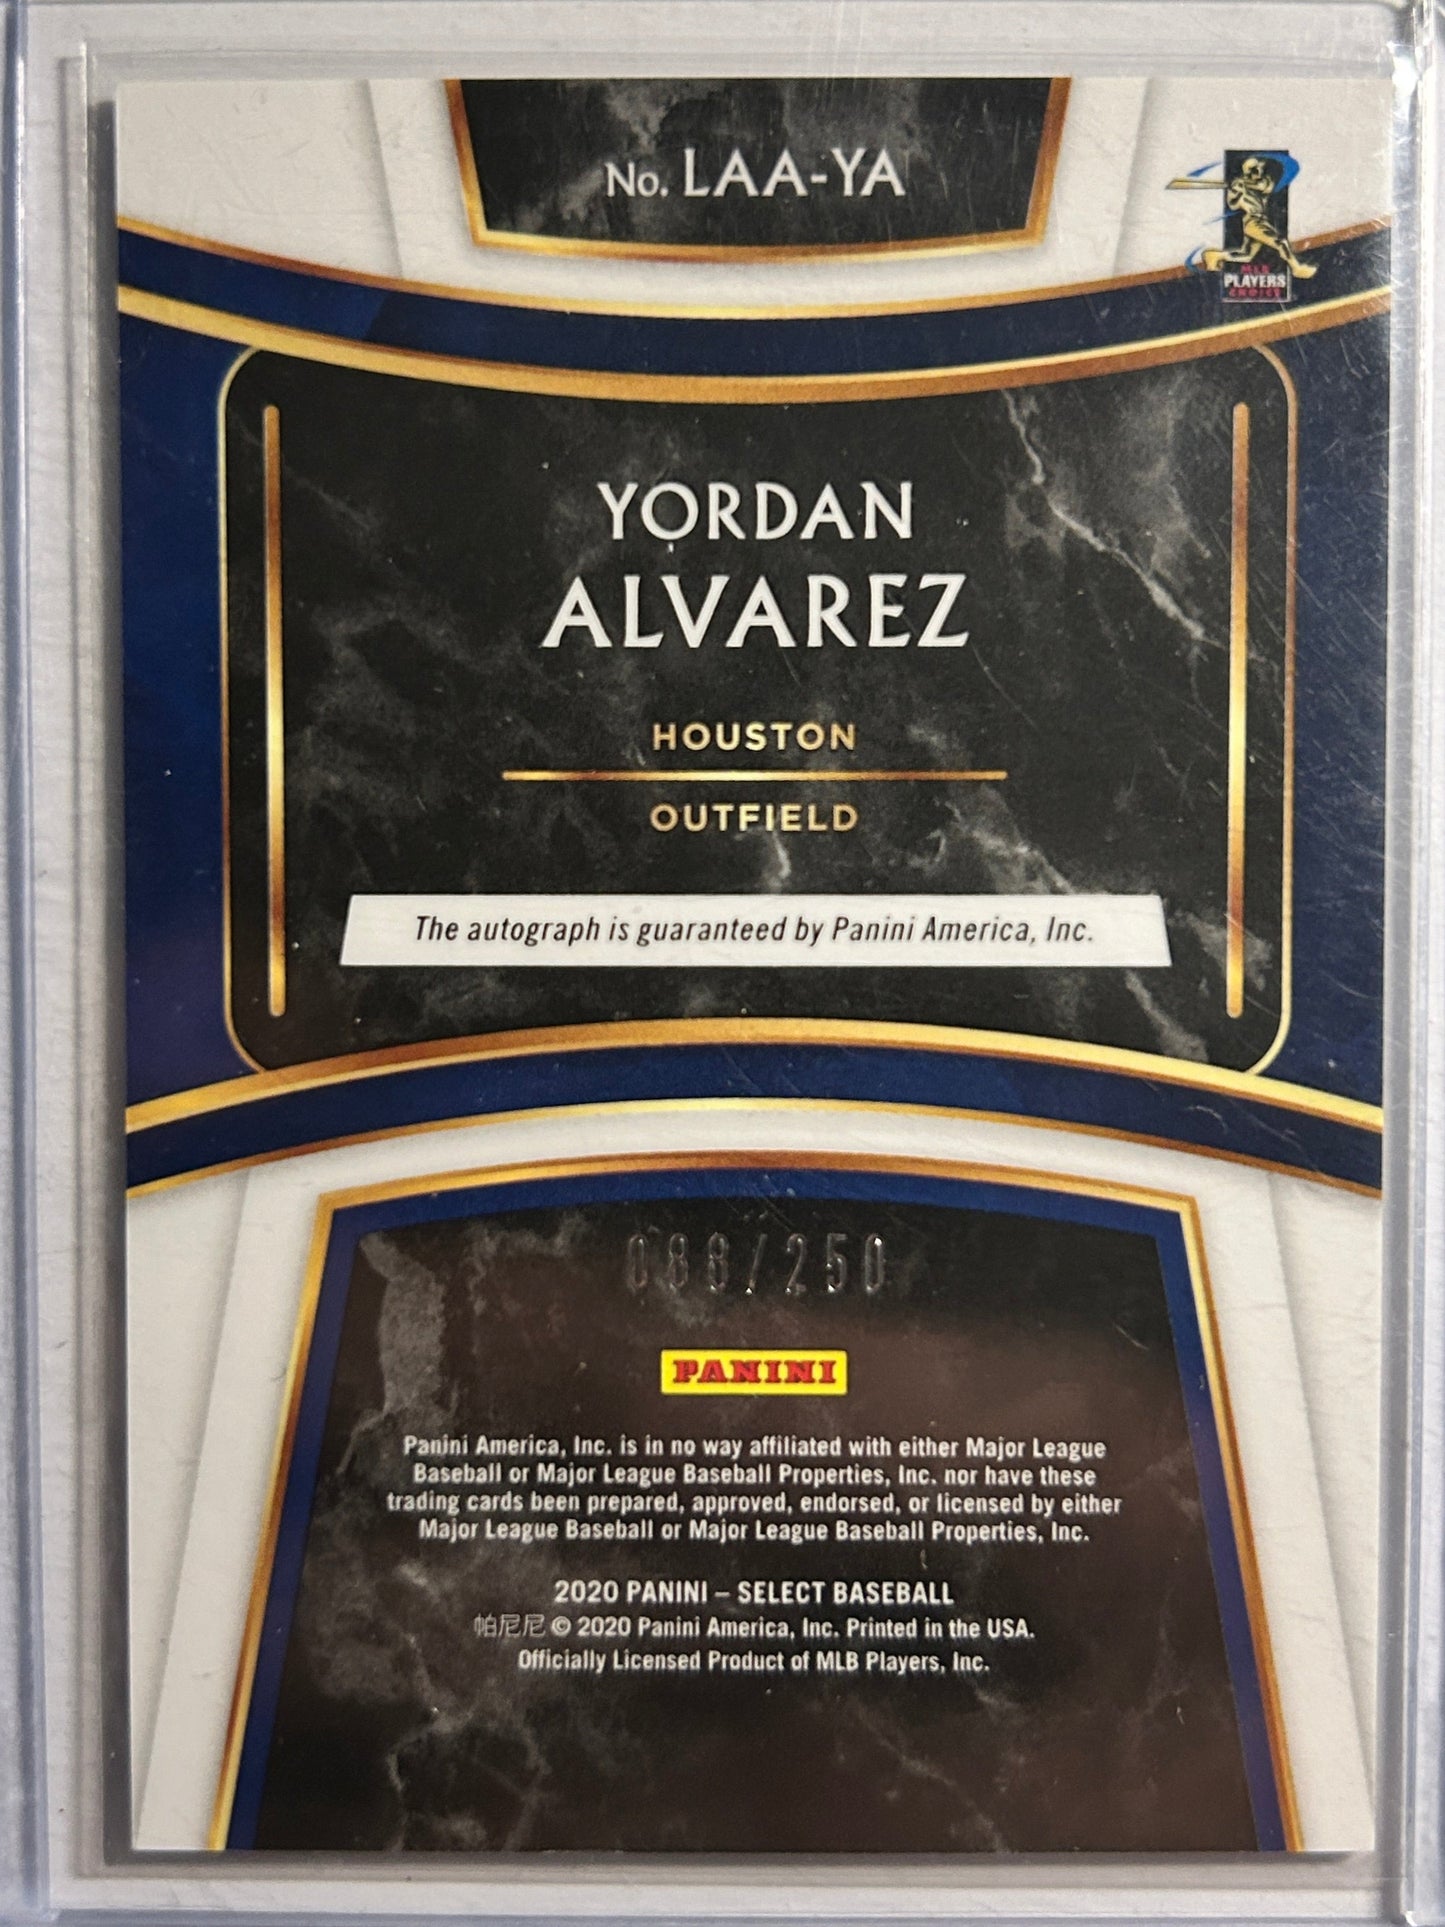 No. LAA-YA
MLB
PLAYERS
CHOICE
YORDAN
ALVAREZ
HOUSTON
OUTFIELD
The autograph is guaranteed by Panini America, Inc.
088/250
PANINI
Panini America, Inc. is in no way affiliated with either Major League
Baseball or Major League Baseball Properties, Inc. nor have these
trading cards been prepared, approved, endorsed, or licensed by either
Major League Baseball or Major League Baseball Properties, Inc.
2020 PANINI – SELECT BASEBALL
帕尼尼 © 2020 Panini America, Inc. Printed in the USA.
Officially Licensed Product of MLB Players, Inc.